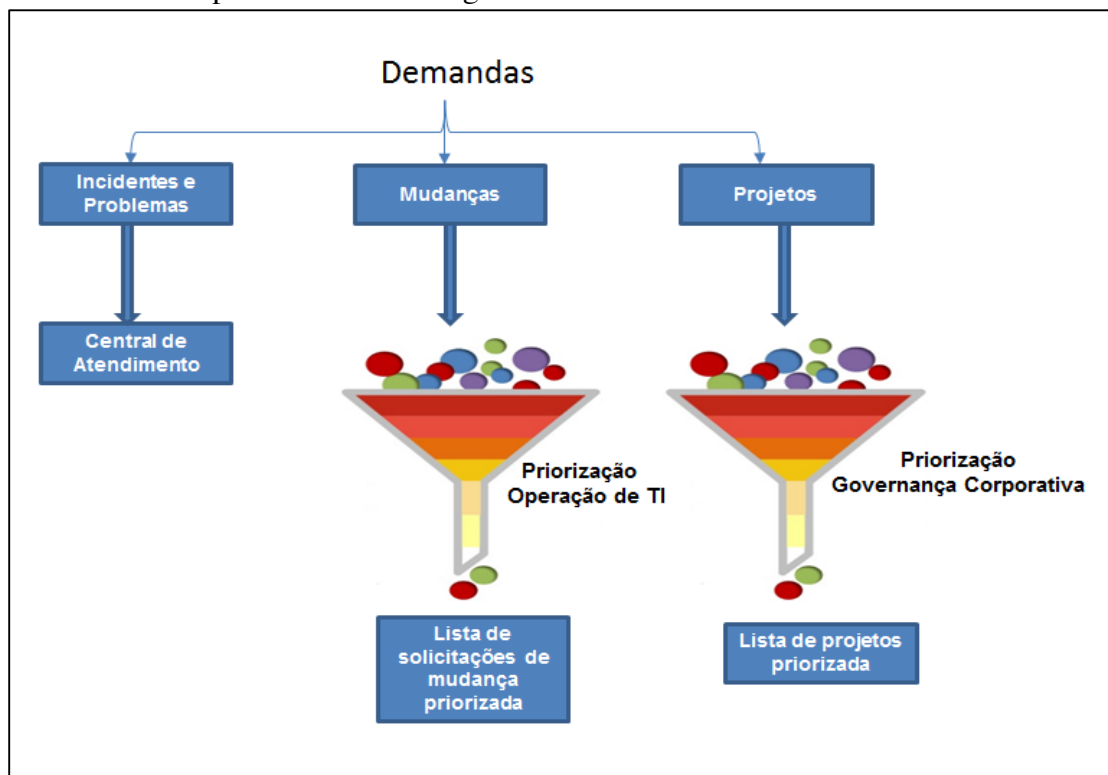 Demandas
Incidentes e
Problemas
Mudanças
Projetos
Central de
Atendimento
Priorização
Operação de TI
Priorização
Governança Corporativa
Lista de
solicitações de
mudança
priorizada
Lista de projetos
priorizada